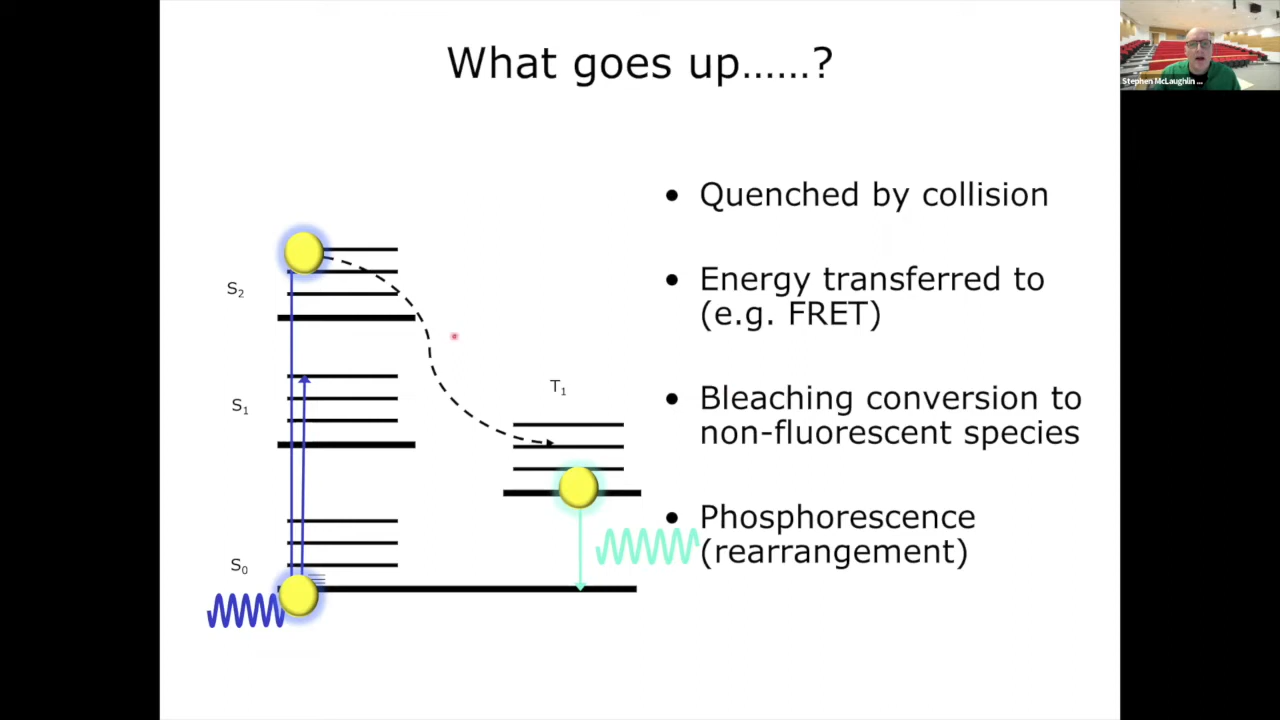 What goes up……?
Stephen McLaughlin ...
• Quenched by collision
• Energy transferred to
(e.g. FRET)
• Bleaching conversion to
non-fluorescent species
• Phosphorescence
(rearrangement)
S2
S1
T1
S0